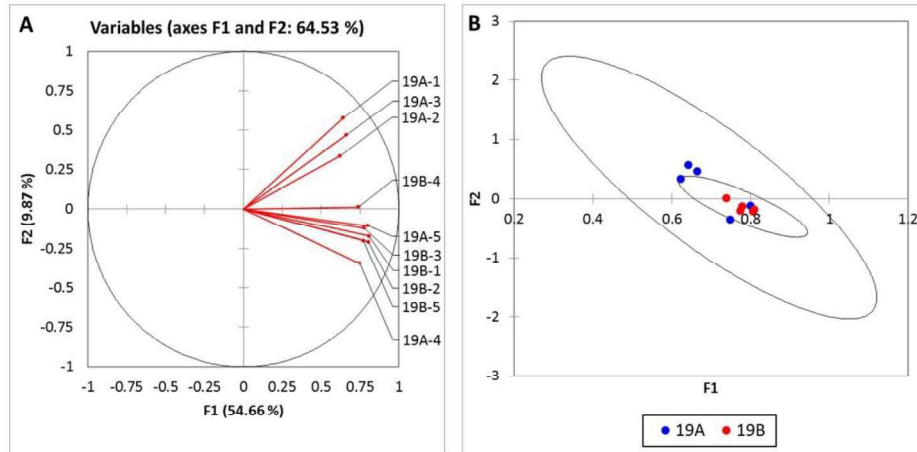 A
Variables (axes F1 and F2: 64.53 %)
1
0.75
0.5
0.25
0
-0.25
-0.5
-0.75
-1
F2 (9.87 %)
19A-1
19A-3
19A-2
19B-4
19A-5
19B-3
19B-1
19B-2
19B-5
19A-4
-1 -0.75 -0.5 -0.25 0 0.25 0.5 0.75 1
F1 (54.66 %)
B
3
2
1
0
-1
-2
-3
F2
0.2 0.4 0.6 0.8 1 1.2
F1
19A 19B